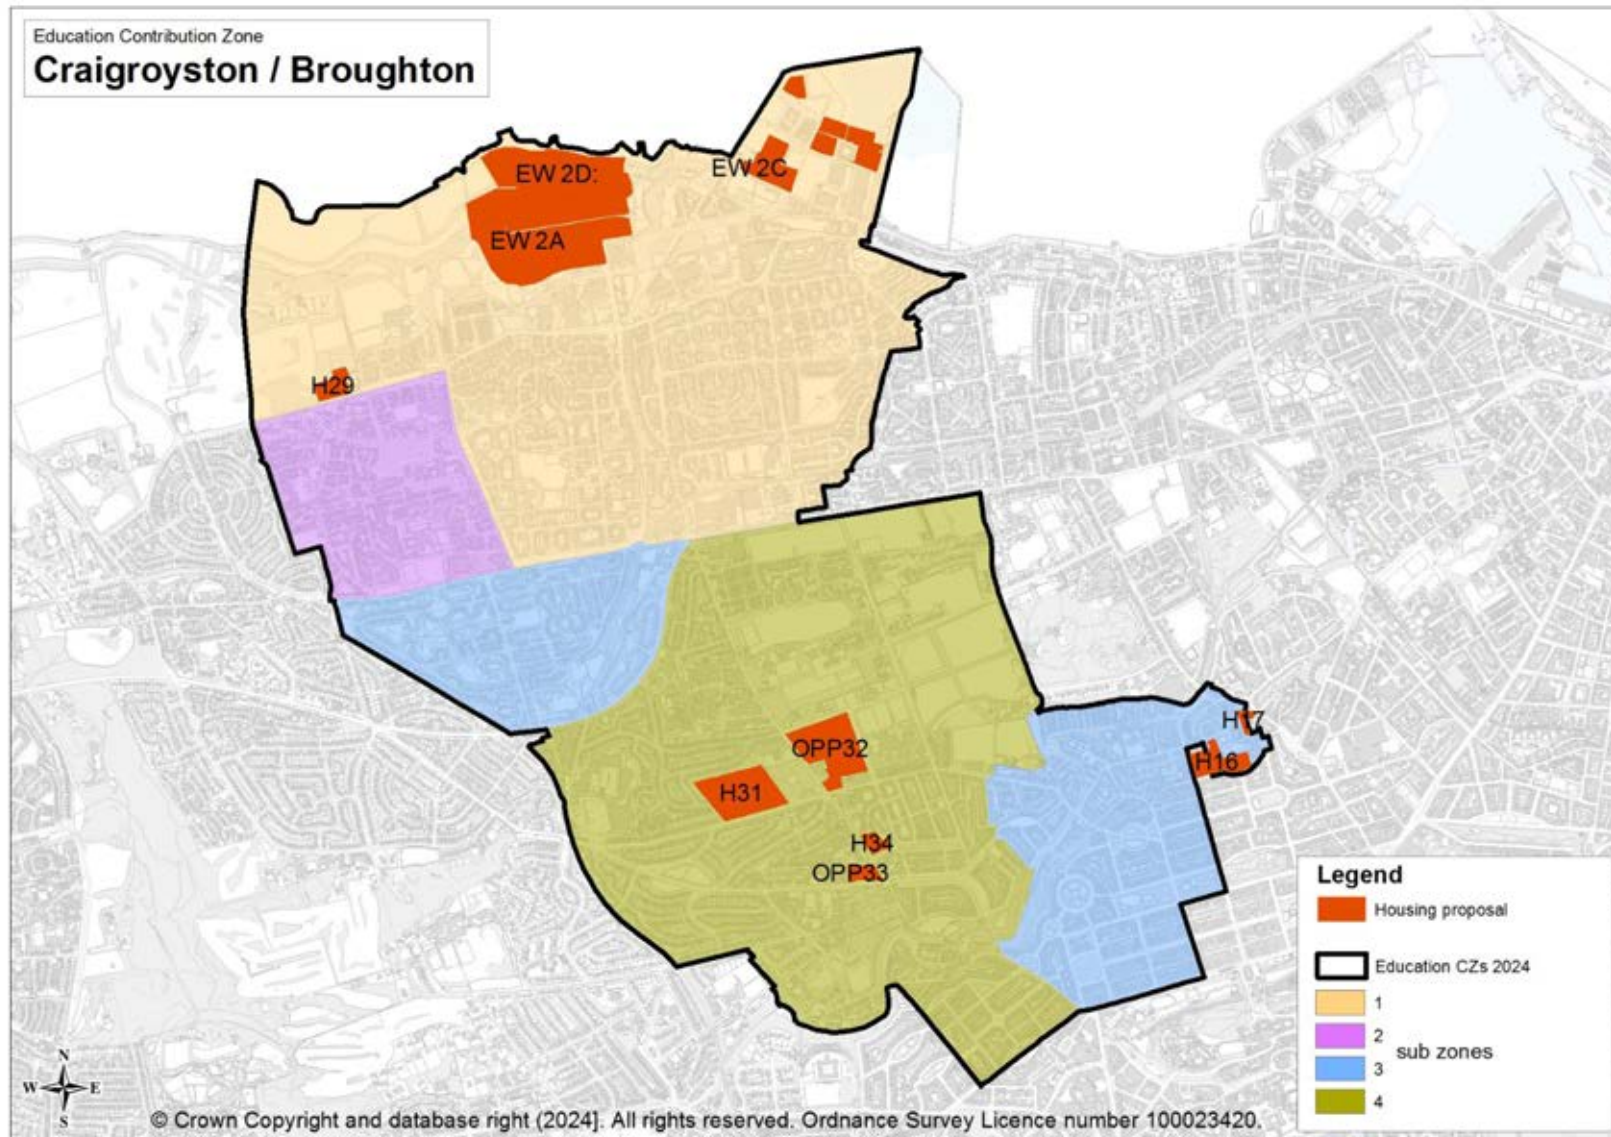 Education Contribution Zone
Craigroyston / Broughton
EW 2D:
EW 2C
EW 2A
H29
H17
OPP32
H16
H31
H34
OPP33
Legend
Housing proposal
Education CZs 2024
1
2
sub zones
3
4
N
W E
S
© Crown Copyright and database right (2024]. All rights reserved. Ordnance Survey Licence number 100023420.